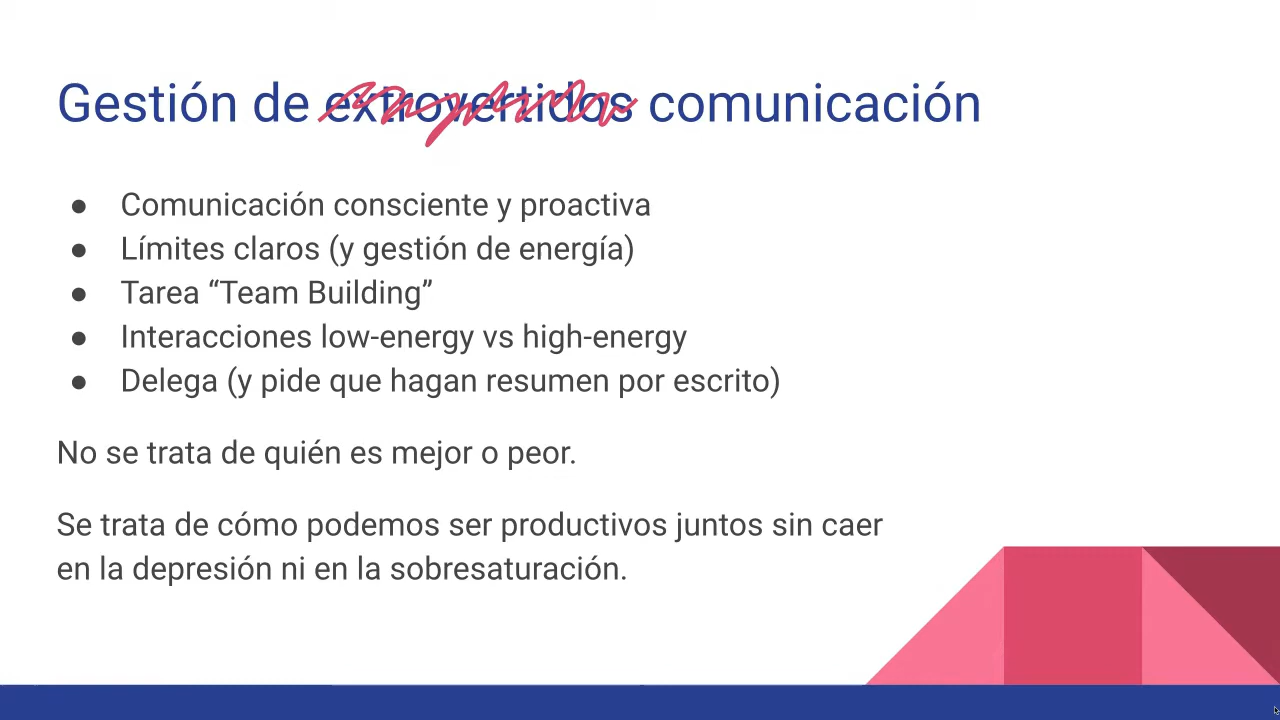 Gestión de extrovertidos comunicación
● Comunicación consciente y proactiva
● Límites claros (y gestión de energía)
● Tarea “Team Building”
● Interacciones low-energy vs high-energy
● Delega (y pide que hagan resumen por escrito)
No se trata de quién es mejor o peor.
Se trata de cómo podemos ser productivos juntos sin caer
en la depresión ni en la sobresaturación.